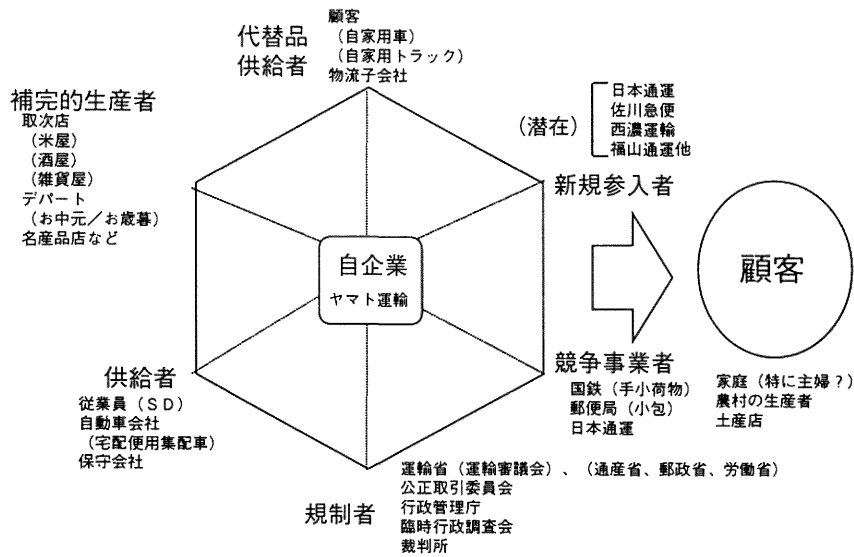 代替品
供給者
顧客
(自家用車)
(自家用トラック)
物流子会社
補完的生産者
取次店
(米屋)
(酒屋)
(雑貨屋)
デパート
(お中元/お歳暮)
名産品店など
(潜在)
日本通運
佐川急便
西濃運輸
福山通運他
新規参入者
自企業
ヤマト運輸
顧客
家庭(特に主婦?)
農村の生産者
土産店
競争事業者
国鉄(手小荷物)
郵便局(小包)
日本通運
供給者
従業員(SD)
自動車会社
(宅配便用集配車)
保守会社
規制者
運輸省(運輸審議会)、(通産省、郵政省、労働省)
公正取引委員会
行政管理庁
臨時行政調査会
裁判所